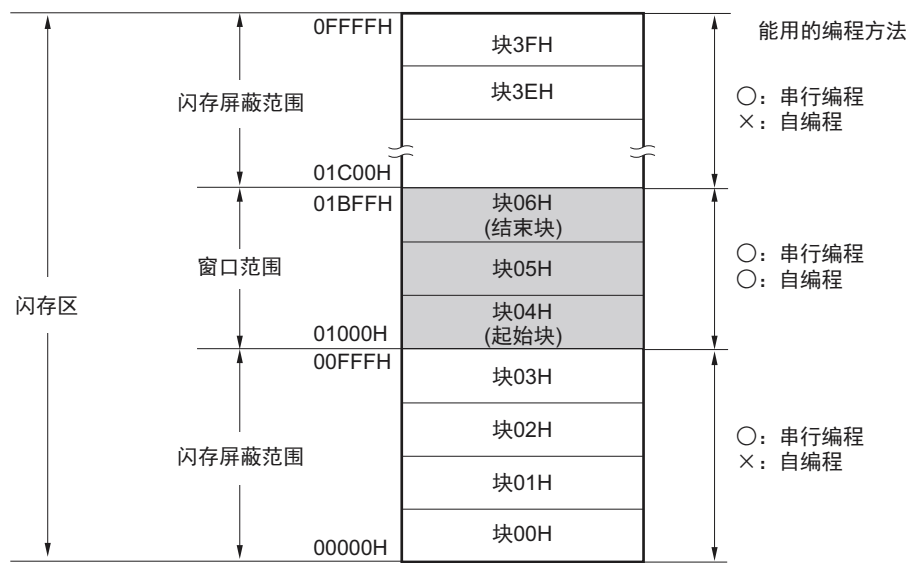 0FFFFH
块3FH
能用的编程方法
块3EH
闪存屏蔽范围
○：串行编程
×：自编程
01C00H
01BFFH
块06H
(结束块)
窗口范围
块05H
○：串行编程
○：自编程
闪存区
块04H
(起始块)
01000H
00FFFH
块03H
块02H
闪存屏蔽范围
○：串行编程
×：自编程
块01H
块00H
00000H